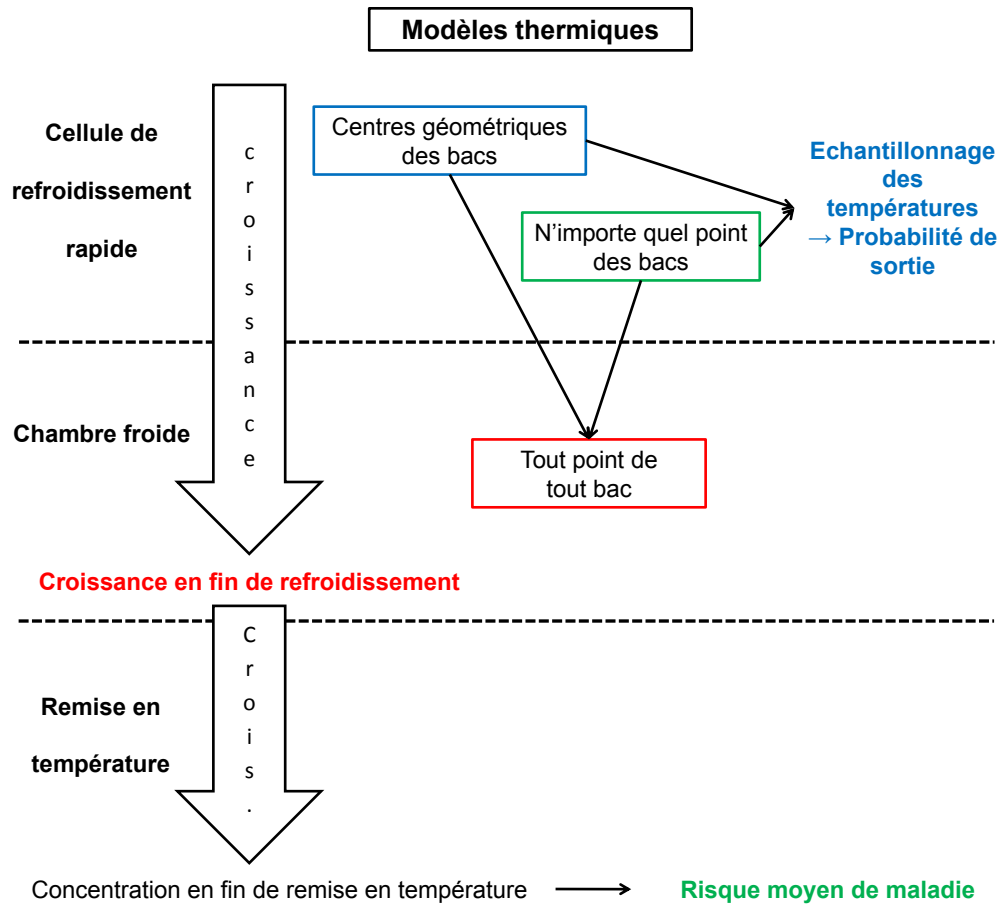 Modèles thermiques
Cellule de
refroidissement
rapide
croissance
Centres géométriques
des bacs
N'importe quel point
des bacs
Echantillonnage
des
températures
→ Probabilité de
sortie
Chambre froide
Tout point de
tout bac
Croissance en fin de refroidissement
Crois.
Remise en
température
Concentration en fin de remise en température
Risque moyen de maladie